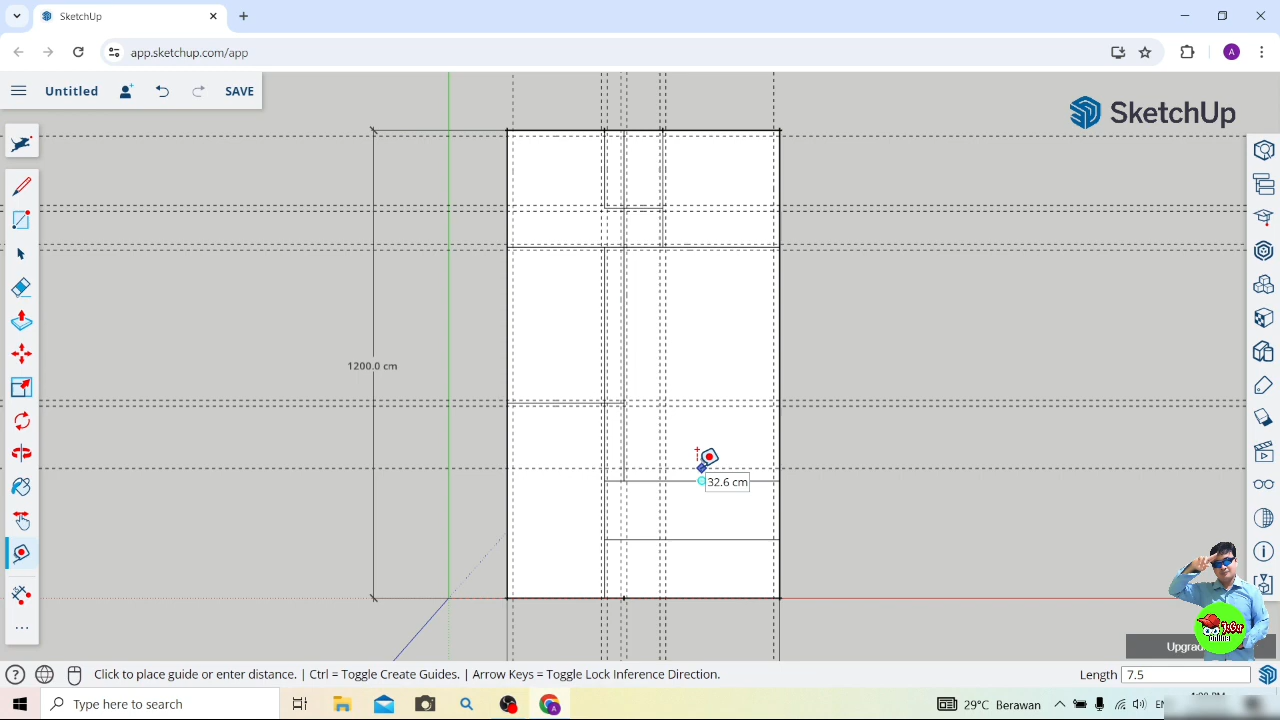 SketchUp
app.sketchup.com/app
A
Untitled
SAVE
SketchUp
1200.0 cm
32.6 cm
JeGer
Online
Click to place guide or enter distance. | Ctrl = Toggle Create Guides. | Arrow Keys = Toggle Lock Inference Direction.
Length 7.5
Type here to search
A
29°C Berawan